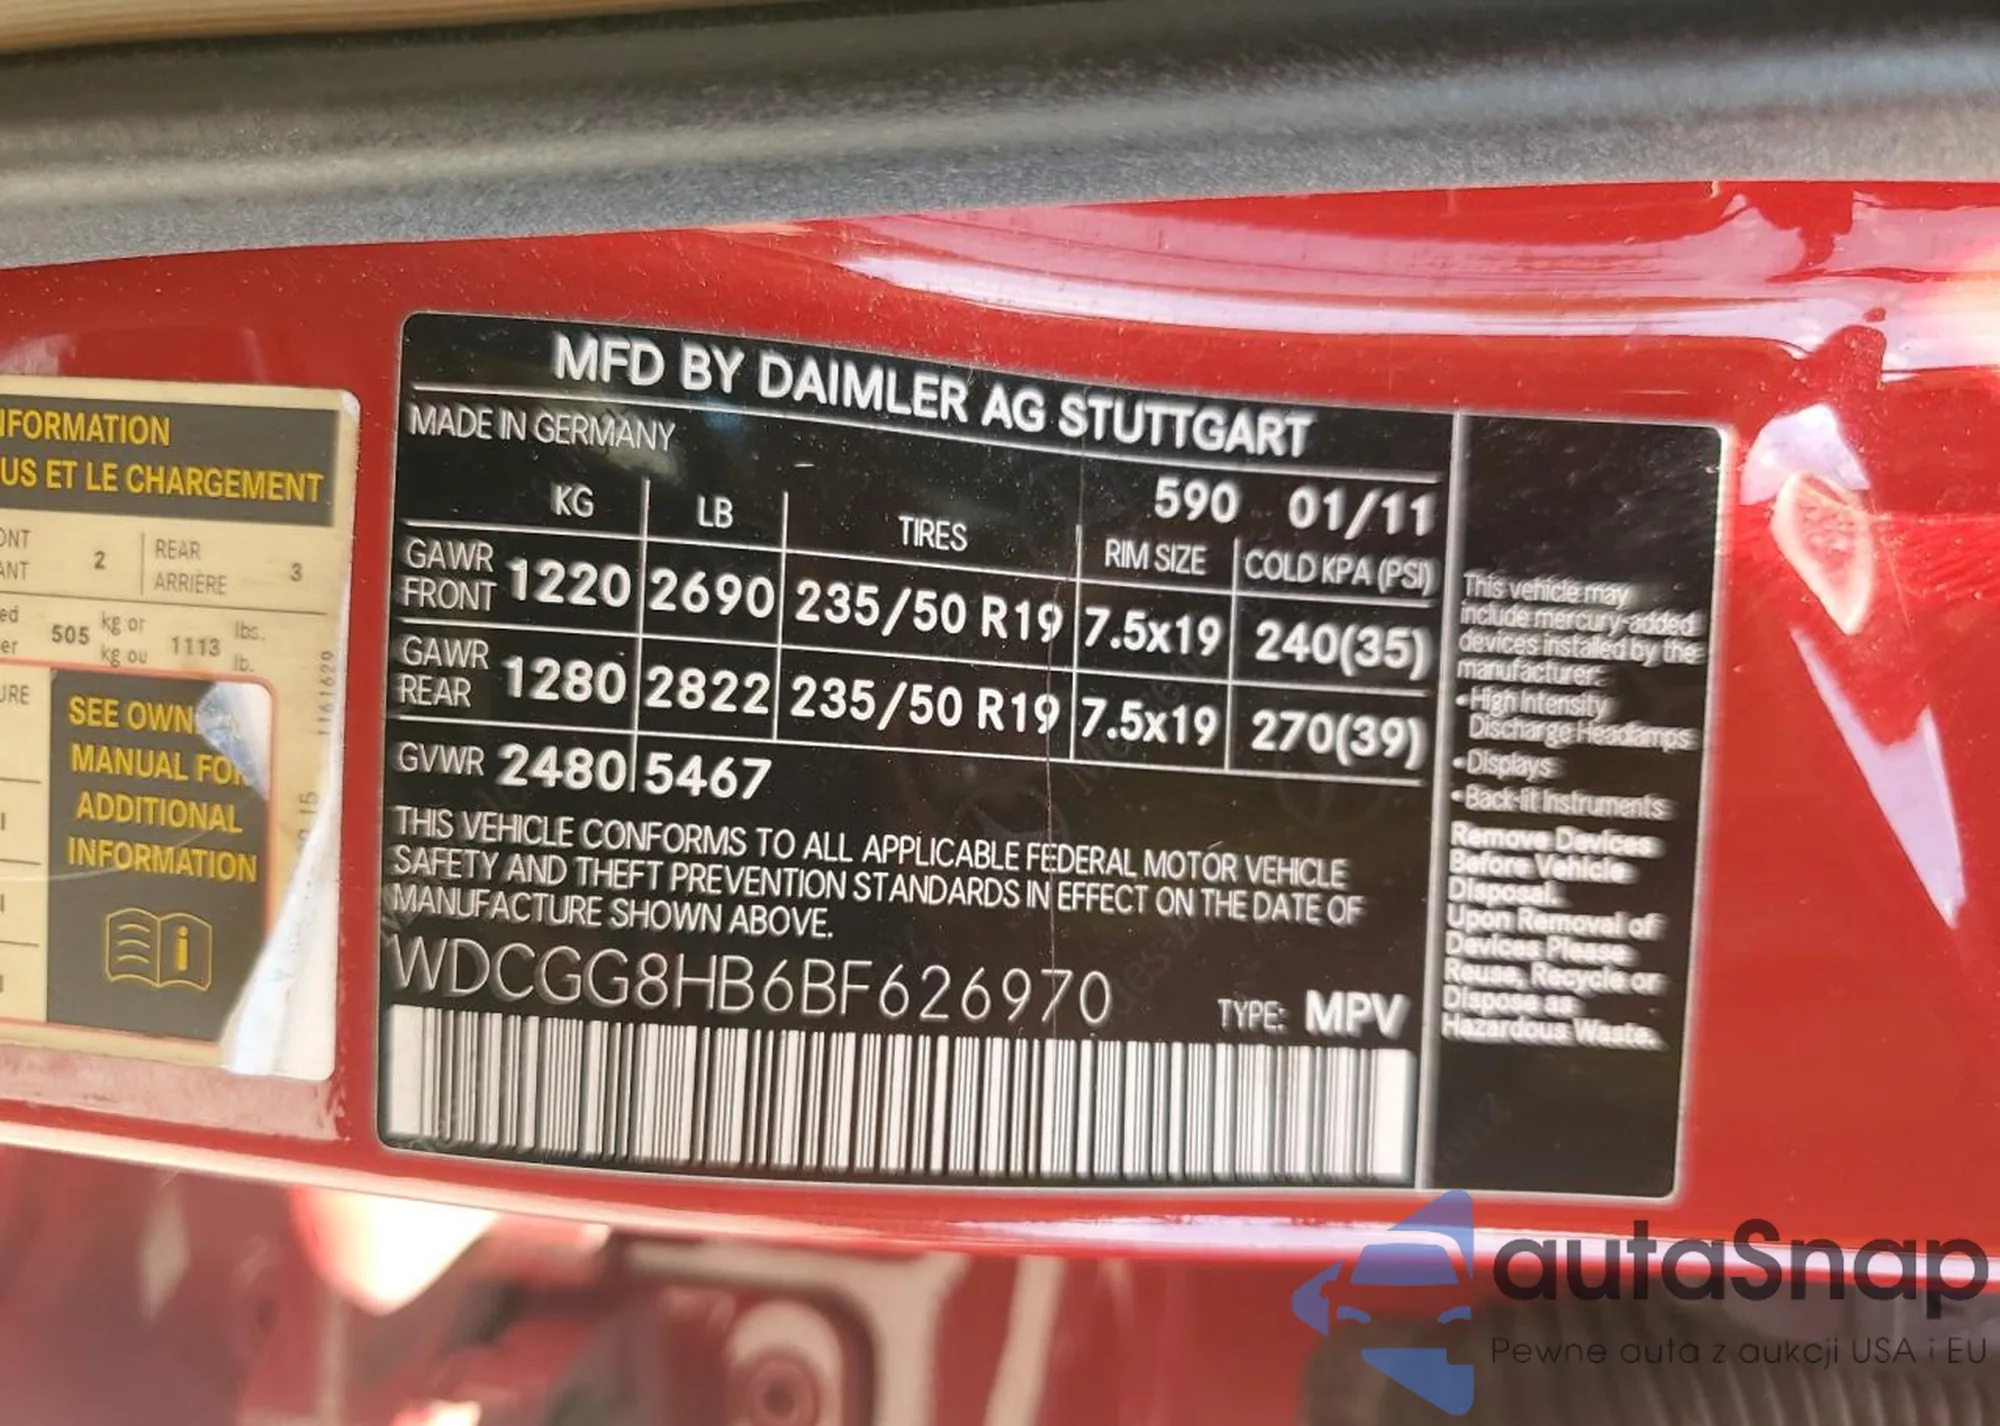 NFORMATION
US ET LE CHARGEMENT
ONT
ANT
2
REAR
ARRIÈRE
3
ed
er
505
kg or
kg ou
1113
lbs.
lb.
URE
SEE OWN
MANUAL FOR
ADDITIONAL
INFORMATION
1161629
MFD BY DAIMLER AG STUTTGART
MADE IN GERMANY
590 01/11
KG LB TIRES RIM SIZE COLD KPA (PSI)
GAWR FRONT 1220 2690 235/50 R19 7.5x19 240(35)
GAWR REAR 1280 2822 235/50 R19 7.5x19 270(39)
GVWR 2480 5467
THIS VEHICLE CONFORMS TO ALL APPLICABLE FEDERAL MOTOR VEHICLE
SAFETY AND THEFT PREVENTION STANDARDS IN EFFECT ON THE DATE OF
MANUFACTURE SHOWN ABOVE.
WDCGG8HB6BF626970
TYPE: MPV
This vehicle may
include mercury-added
devices installed by the
manufacturer:
•High Intensity
Discharge Headlamps
•Displays
•Back-lit Instruments
Remove Devices
Before Vehicle
Disposal.
Upon Removal of
Devices Please
Reuse, Recycle or
Dispose as
Hazardous Waste.
autaSnap
Pewne auta z aukcji USA i EU